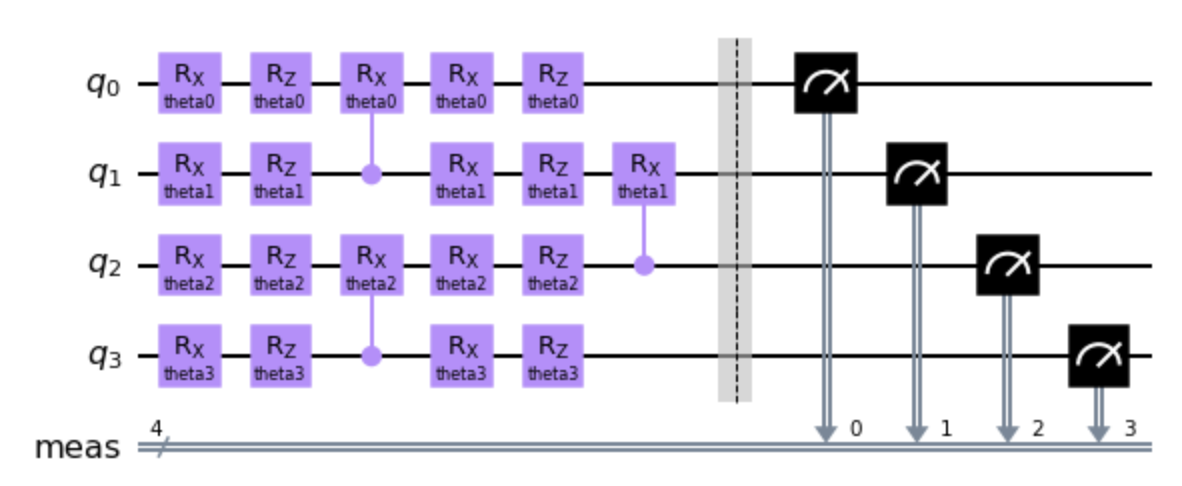 q0 RX theta0 RZ theta0 RX theta0 RX theta0 RZ theta0
q1 RX theta1 RZ theta1 RX theta1 RZ theta1 RX theta1
q2 RX theta2 RZ theta2 RX theta2 RX theta2 RZ theta2
q3 RX theta3 RZ theta3 RX theta3 RZ theta3
4 0 1 2 3
meas